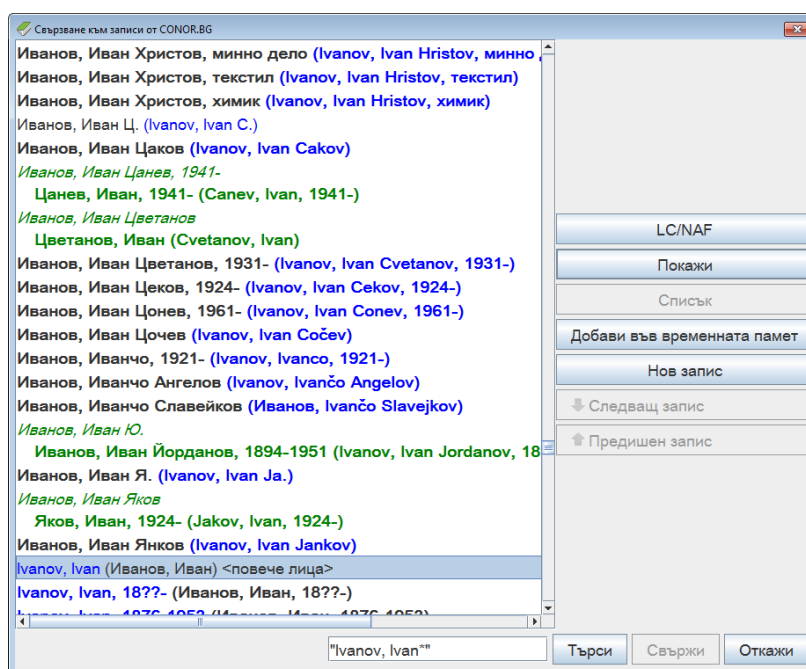 Свързване към записи от CONOR.BG
Иванов, Иван Христов, минно дело (Ivanov, Ivan Hristov, минно
Иванов, Иван Христов, текстил (Ivanov, Ivan Hristov, текстил)
Иванов, Иван Христов, химик (Ivanov, Ivan Hristov, химик)
Иванов, Иван Ц. (Ivanov, Ivan C.)
Иванов, Иван Цаков (Ivanov, Ivan Cakov)
Иванов, Иван Цанев, 1941-
Цанев, Иван, 1941- (Canev, Ivan, 1941-)
Иванов, Иван Цветанов
Цветанов, Иван (Cvetanov, Ivan)
Иванов, Иван Цветанов, 1931- (Ivanov, Ivan Cvetanov, 1931-)
Иванов, Иван Цеков, 1924- (Ivanov, Ivan Cekov, 1924-)
Иванов, Иван Цонев, 1961- (Ivanov, Ivan Conev, 1961-)
Иванов, Иван Цочев (Ivanov, Ivan Cočev)
Иванов, Иванчо, 1921- (Ivanov, Ivanco, 1921-)
Иванов, Иванчо Ангелов (Ivanov, Ivančo Angelov)
Иванов, Иванчо Славейков (Иванов, Ivančo Slavejkov)
Иванов, Иван Ю.
Иванов, Иван Йорданов, 1894-1951 (Ivanov, Ivan Jordanov, 18
Иванов, Иван Я. (Ivanov, Ivan Ja.)
Иванов, Иван Яков
Яков, Иван, 1924- (Jakov, Ivan, 1924-)
Иванов, Иван Янков (Ivanov, Ivan Jankov)
Ivanov, Ivan (Иванов, Иван) <повече лица>
Ivanov, Ivan, 18??- (Иванов, Иван, 18??-)
Ivanov, Ivan, 1876-1953 (Иванов, Иван, 1876-1953)
LC/NAF
Покажи
Списък
Добави във временната памет
Нов запис
Следващ запис
Предишен запис
"Ivanov, Ivan*"
Търси
Свържи
Откажи